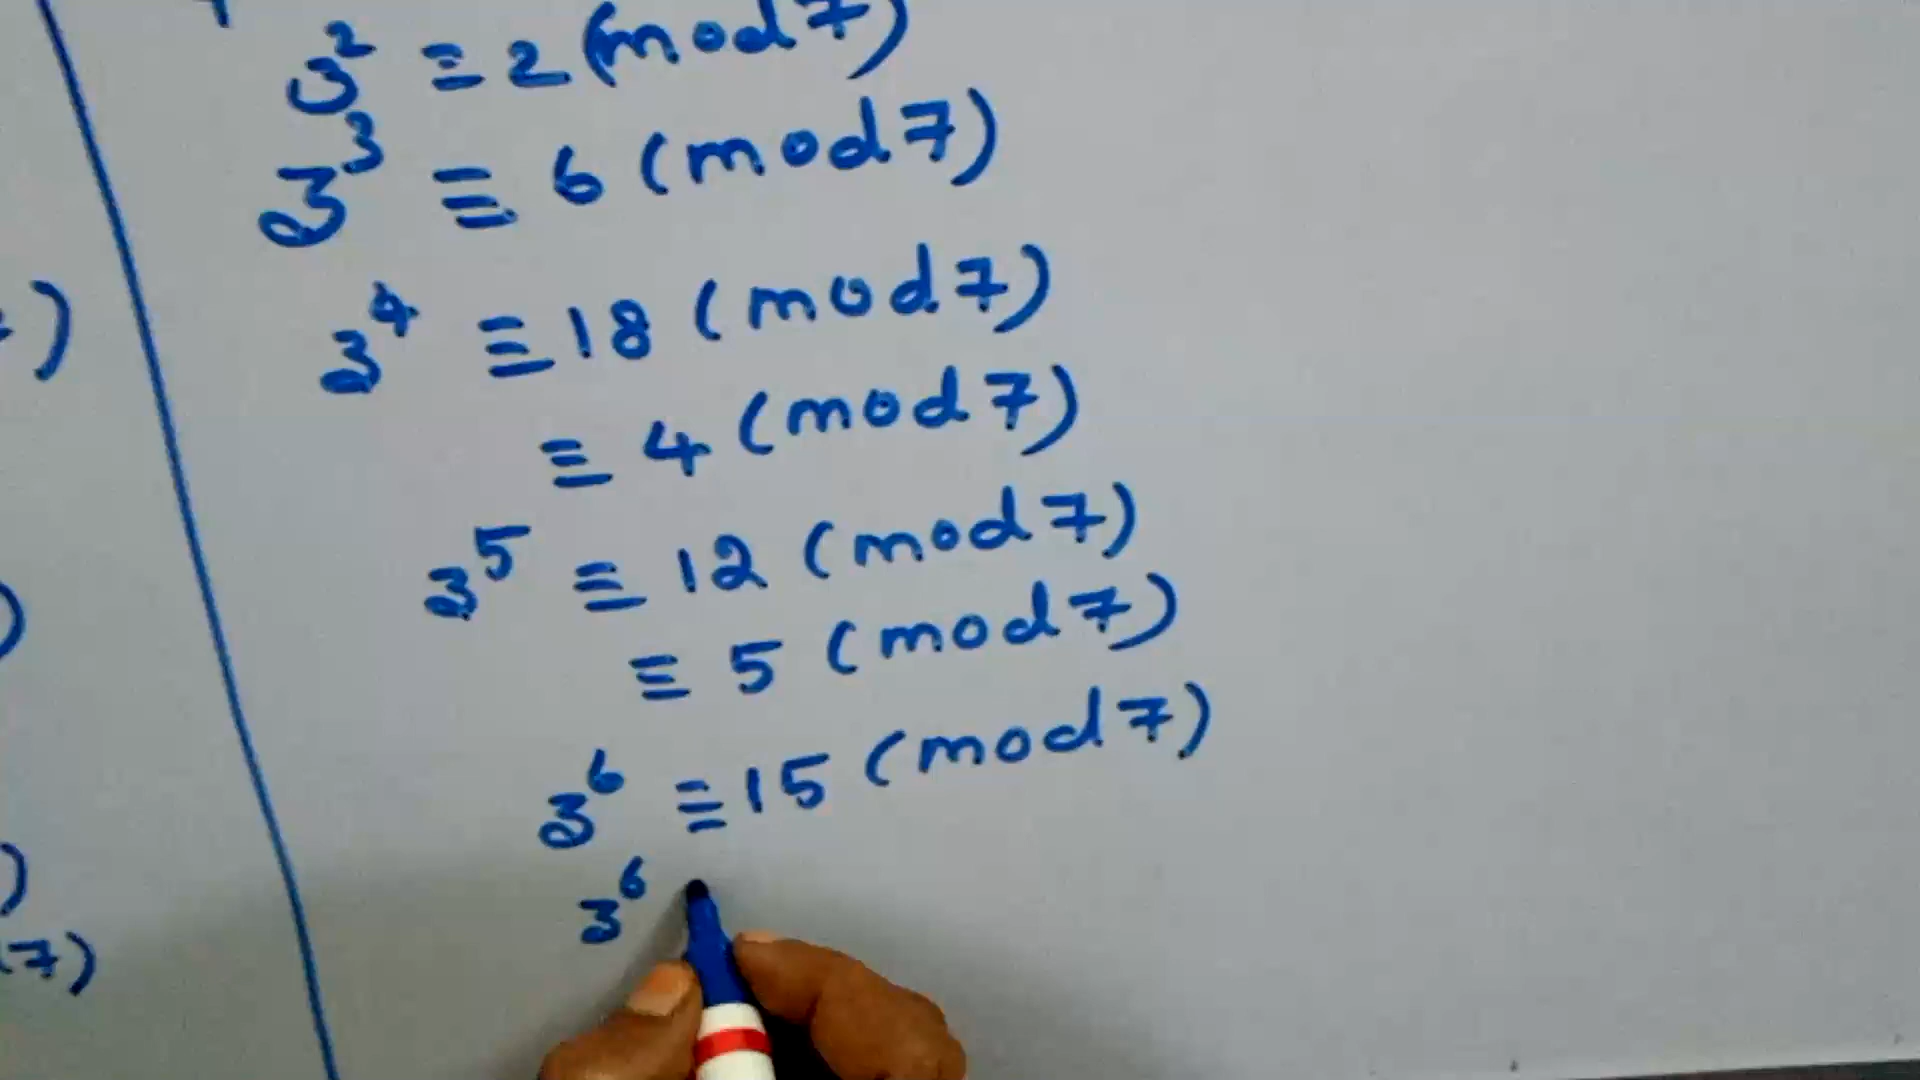 3² ≡ 2 (mod 7)
3³ ≡ 6 (mod 7)
3⁴ ≡ 18 (mod 7)
≡ 4 (mod 7)
3⁵ ≡ 12 (mod 7)
≡ 5 (mod 7)
3⁶ ≡ 15 (mod 7)
3⁶
)
)
)
7)